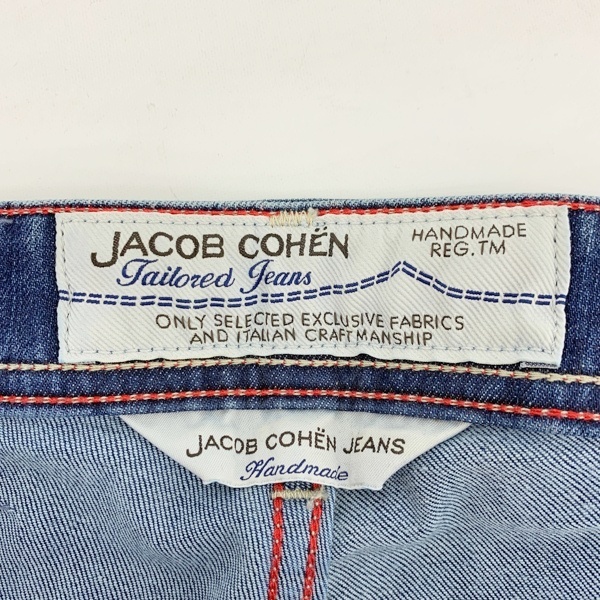 JACOB COHËN
HANDMADE
REG.TM
Tailored Jeans
ONLY SELECTED EXCLUSIVE FABRICS
AND ITALIAN CRAFTMANSHIP
JACOB COHËN JEANS
Handmade